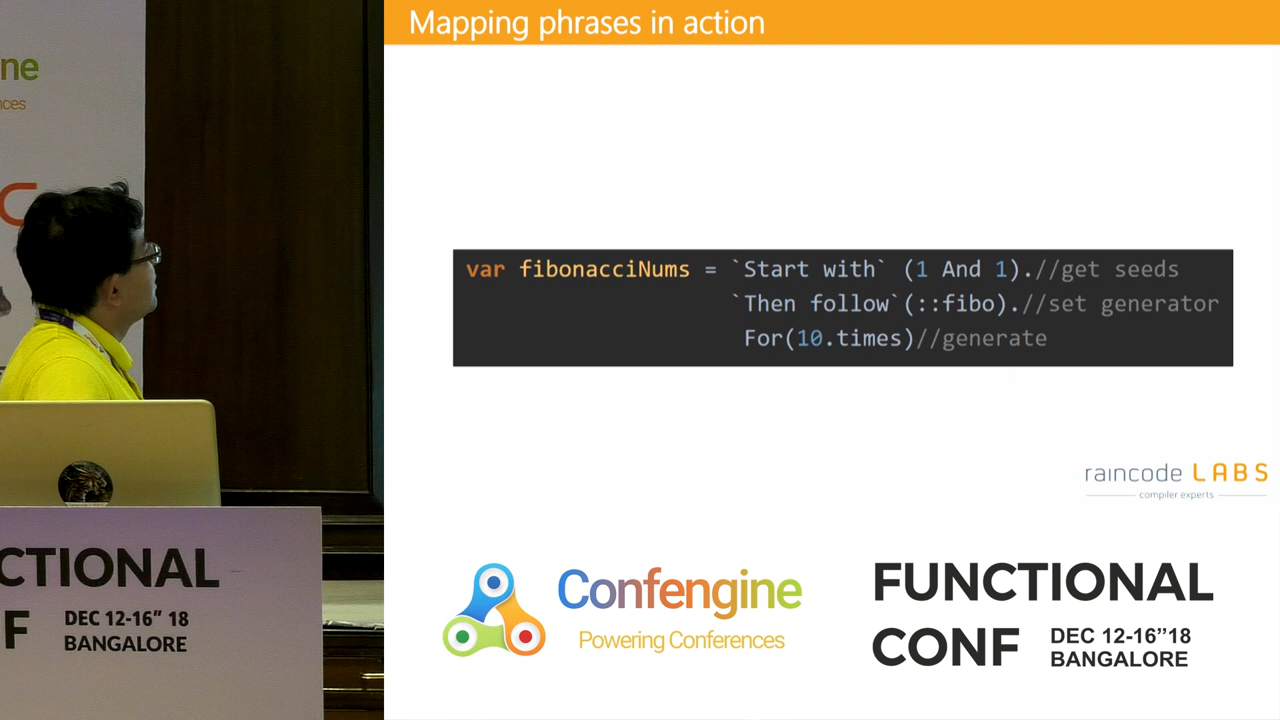 Mapping phrases in action
var fibonacciNums = `Start with` (1 And 1).//get seeds
`Then follow`(::fibo).//set generator
For(10.times)//generate
raincode LABS
compiler experts
Confengine
Powering Conferences
FUNCTIONAL
CONF
DEC 12-16”18
BANGALORE
ne
nces
CTIONAL
F
DEC 12-16” 18
BANGALORE